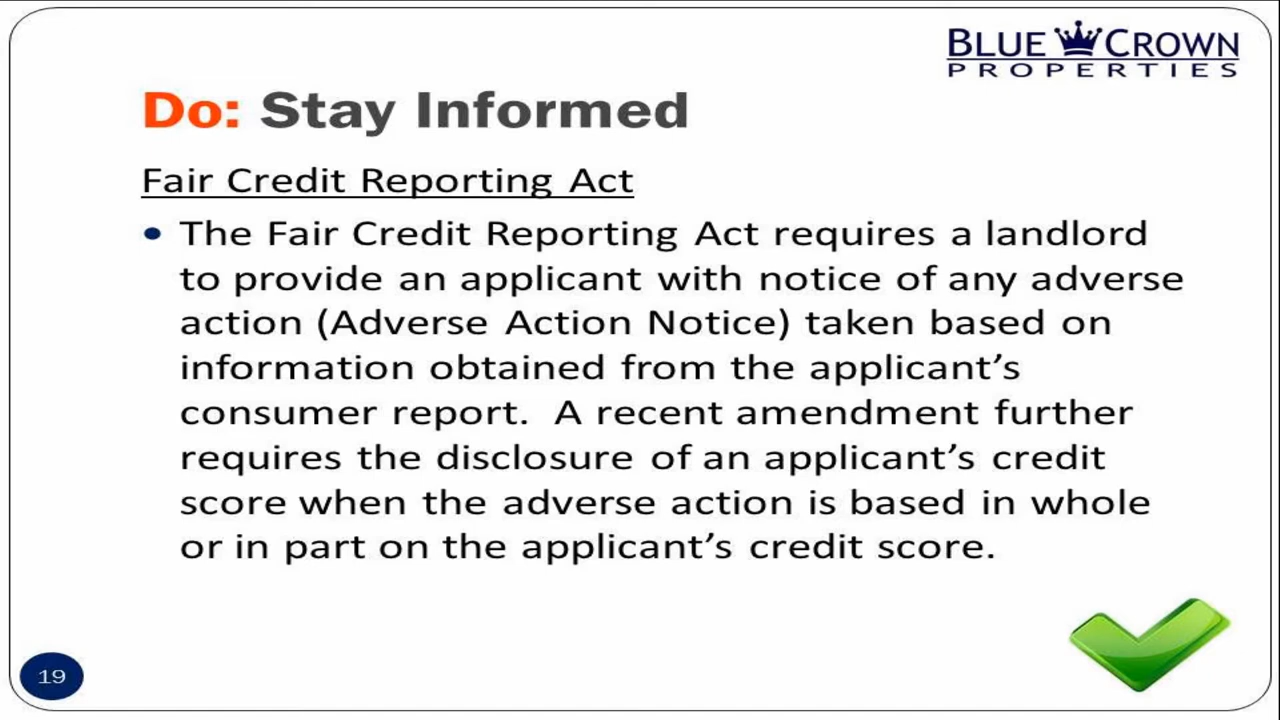 BLUE CROWN
PROPERTIES
Do: Stay Informed
Fair Credit Reporting Act
• The Fair Credit Reporting Act requires a landlord
to provide an applicant with notice of any adverse
action (Adverse Action Notice) taken based on
information obtained from the applicant’s
consumer report.  A recent amendment further
requires the disclosure of an applicant’s credit
score when the adverse action is based in whole
or in part on the applicant’s credit score.
19